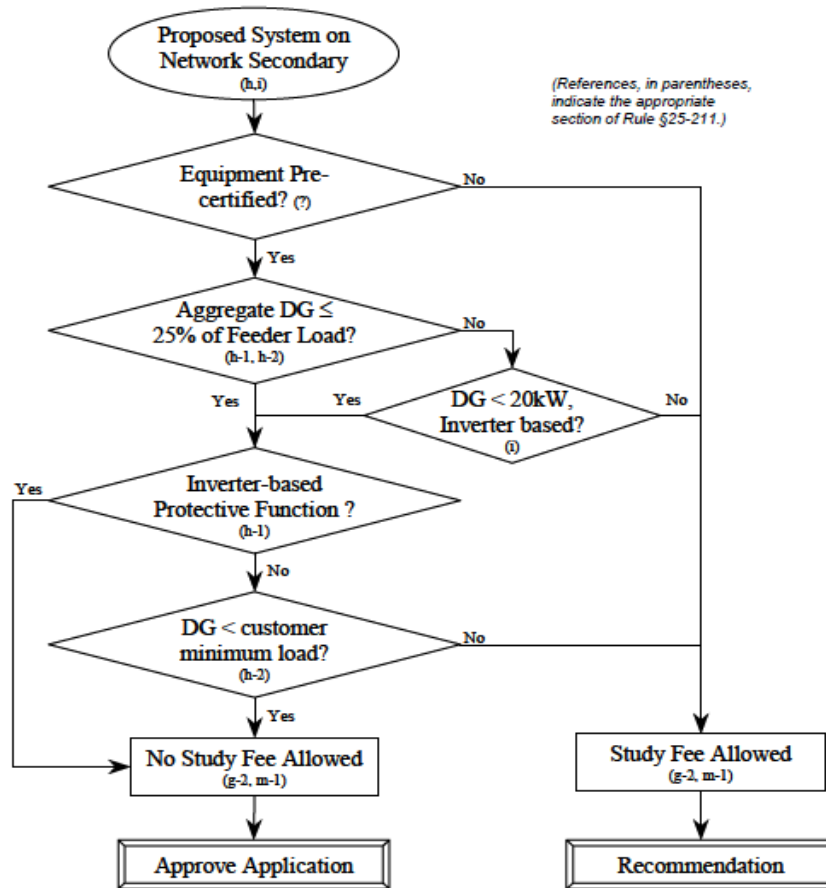 Proposed System on
Network Secondary
(h,i)
(References, in parentheses,
indicate the appropriate
section of Rule §25-211.)
Equipment Pre-
certified? (?)
No
Yes
Aggregate DG ≤
25% of Feeder Load?
(h-1, h-2)
No
Yes
Yes
DG < 20kW,
Inverter based?
(i)
No
Yes
Inverter-based
Protective Function ?
(h-1)
No
DG < customer
minimum load?
(h-2)
No
Yes
No Study Fee Allowed
(g-2, m-1)
Study Fee Allowed
(g-2, m-1)
Approve Application
Recommendation